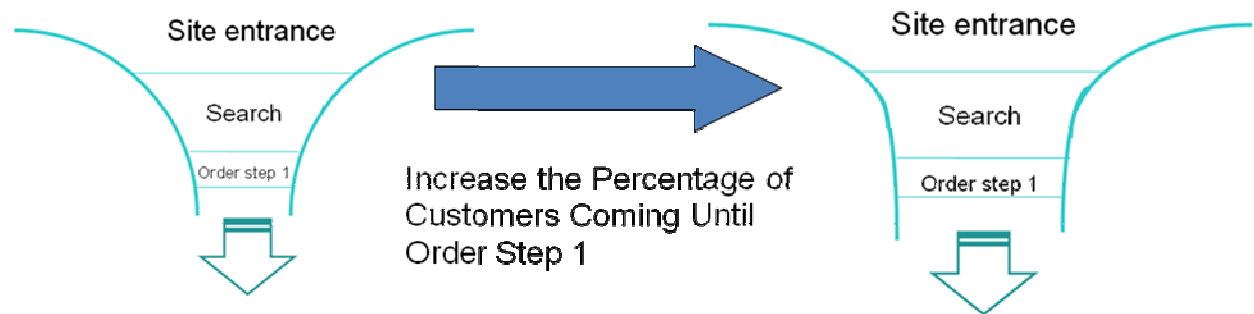 Site entrance
Search
Order step 1
Increase the Percentage of
Customers Coming Until
Order Step 1
Site entrance
Search
Order step 1